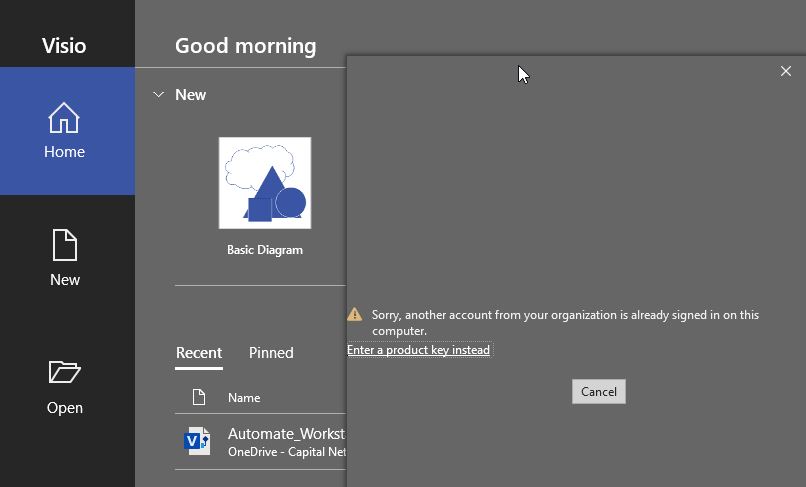 Visio
Home
New
Open
Good morning
New
Basic Diagram
Recent Pinned
Name
Automate_Worksta
OneDrive - Capital Net
Sorry, another account from your organization is already signed in on this
computer.
Enter a product key instead
Cancel